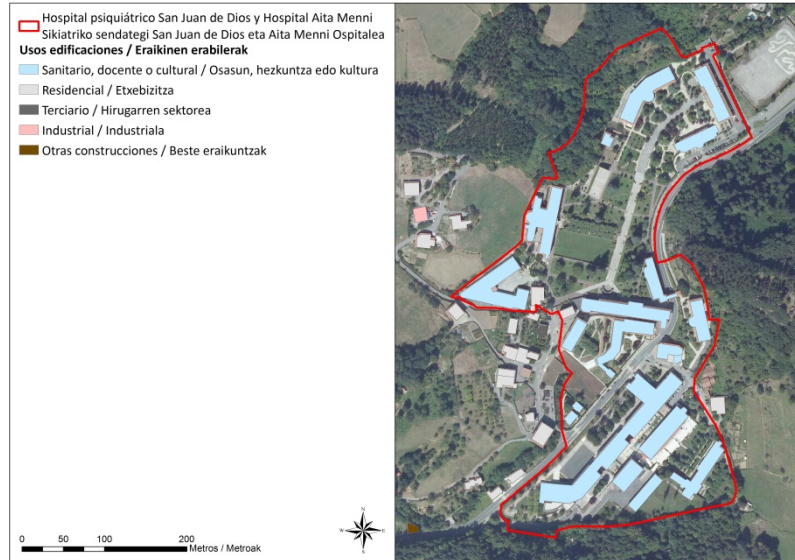 Hospital psiquiátrico San Juan de Dios y Hospital Aita Menni
Sikiatriko sendategi San Juan de Dios eta Aita Menni Ospitalea
Usos edificaciones / Eraikinen erabilerak
Sanitario, docente o cultural / Osasun, hezkuntza edo kultura
Residencial / Etxebizitza
Terciario / Hirugarren sektorea
Industrial / Industriala
Otras construcciones / Beste eraikuntzak
0 50 100 200
Metros / Metroak
N
W E
S